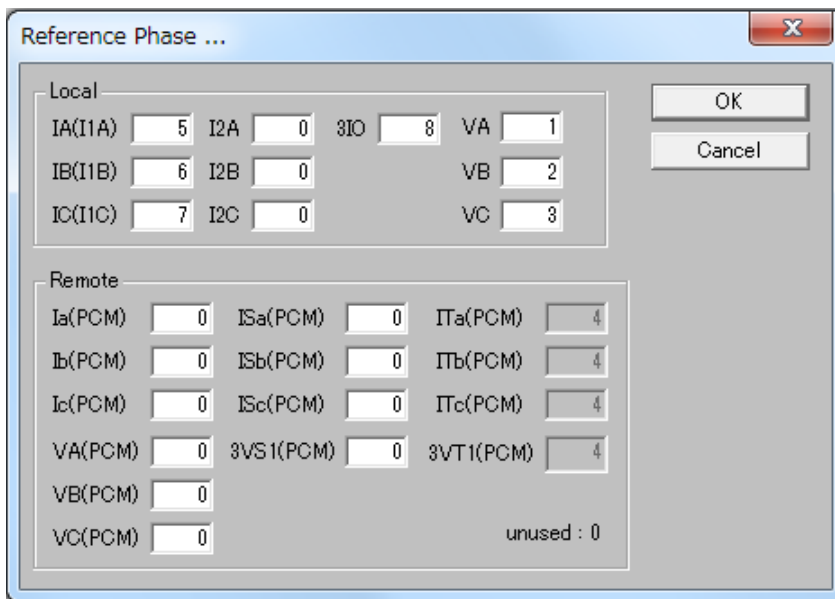 Reference Phase ...
Local
IA(I1A) 5 I2A 0 3IO 8 VA 1
IB(I1B) 6 I2B 0 VB 2
IC(I1C) 7 I2C 0 VC 3
OK
Cancel
Remote
Ia(PCM) 0 ISa(PCM) 0 ITa(PCM) 4
Ib(PCM) 0 ISb(PCM) 0 ITb(PCM) 4
Ic(PCM) 0 ISc(PCM) 0 ITc(PCM) 4
VA(PCM) 0 3VS1(PCM) 0 3VT1(PCM) 4
VB(PCM) 0
VC(PCM) 0 unused : 0